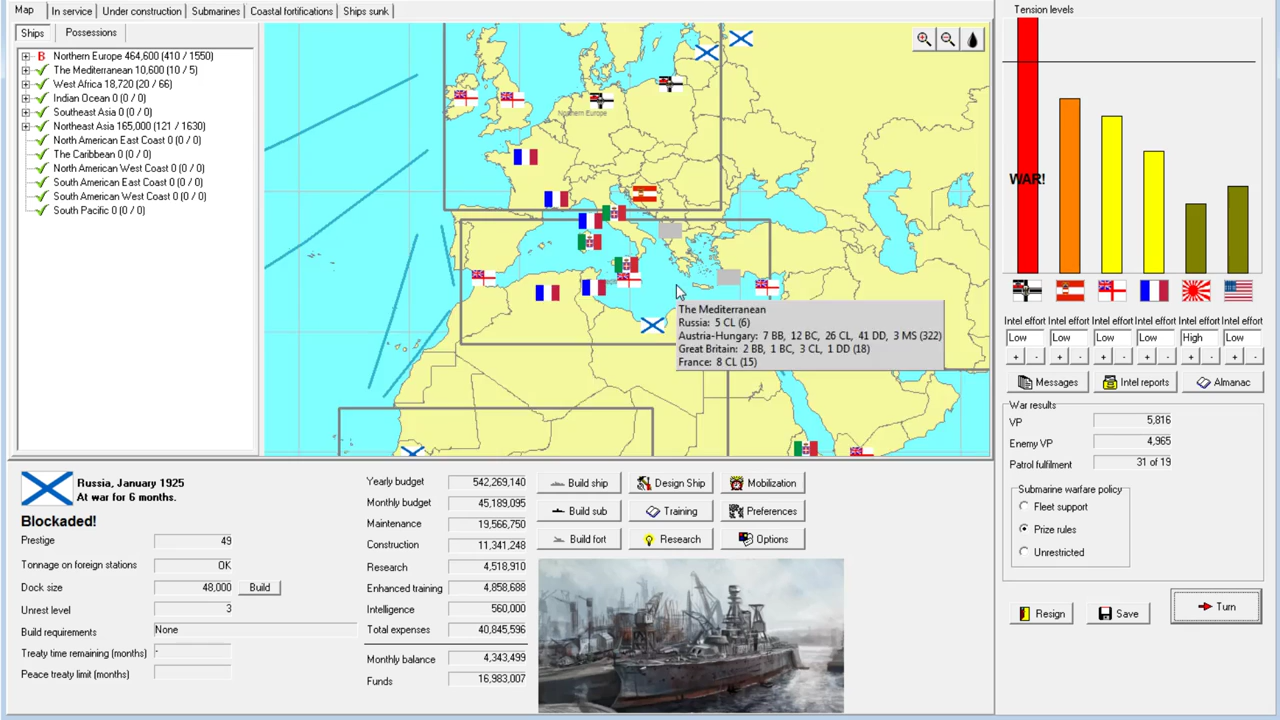 Map In service Under construction Submarines Coastal fortifications Ships sunk
Ships Possessions
B Northern Europe 464,600 (410 / 1550)
The Mediterranean 10,600 (10 / 5)
West Africa 18,720 (20 / 66)
Indian Ocean 0 (0 / 0)
Southeast Asia 0 (0 / 0)
Northeast Asia 165,000 (121 / 1630)
North American East Coast 0 (0 / 0)
The Caribbean 0 (0 / 0)
North American West Coast 0 (0 / 0)
South American East Coast 0 (0 / 0)
South American West Coast 0 (0 / 0)
South Pacific 0 (0 / 0)
Northern Europe
The Mediterranean
Russia: 5 CL (6)
Austria-Hungary: 7 BB, 12 BC, 26 CL, 41 DD, 3 MS (322)
Great Britain: 2 BB, 1 BC, 3 CL, 1 DD (18)
France: 8 CL (15)
Tension levels
WAR!
Intel effort Intel effort Intel effort Intel effort Intel effort Intel effort
Low Low Low Low High Low
+ - + - + - + - + - + -
Messages Intel reports Almanac
War results
VP 5,816
Enemy VP 4,965
Patrol fulfilment 31 of 19
Submarine warfare policy
Fleet support
Prize rules
Unrestricted
Resign Save Turn
Russia, January 1925
At war for 6 months.
Blockaded!
Prestige 49
Tonnage on foreign stations OK
Dock size 48,000 Build
Unrest level 3
Build requirements None
Treaty time remaining (months) -
Peace treaty limit (months)
Yearly budget 542,269,140
Monthly budget 45,189,095
Maintenance 19,566,750
Construction 11,341,248
Research 4,518,910
Enhanced training 4,858,688
Intelligence 560,000
Total expenses 40,845,596
Monthly balance 4,343,499
Funds 16,983,007
Build ship Design Ship Mobilization
Build sub Training Preferences
Build fort Research Options